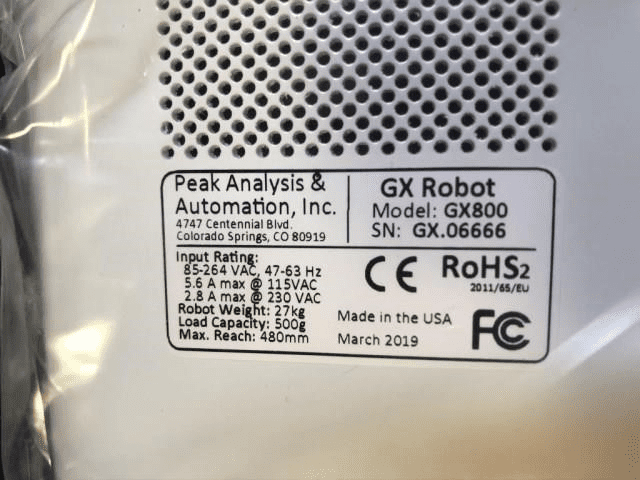 Peak Analysis &
Automation, Inc.
4747 Centennial Blvd.
Colorado Springs, CO 80919
GX Robot
Model: GX800
SN: GX.06666
Input Rating:
85-264 VAC, 47-63 Hz
5.6 A max @ 115VAC
2.8 A max @ 230 VAC
Robot Weight: 27kg
Load Capacity: 500g
Max. Reach: 480mm
CE
RoHS2
2011/65/EU
Made in the USA
March 2019
FC